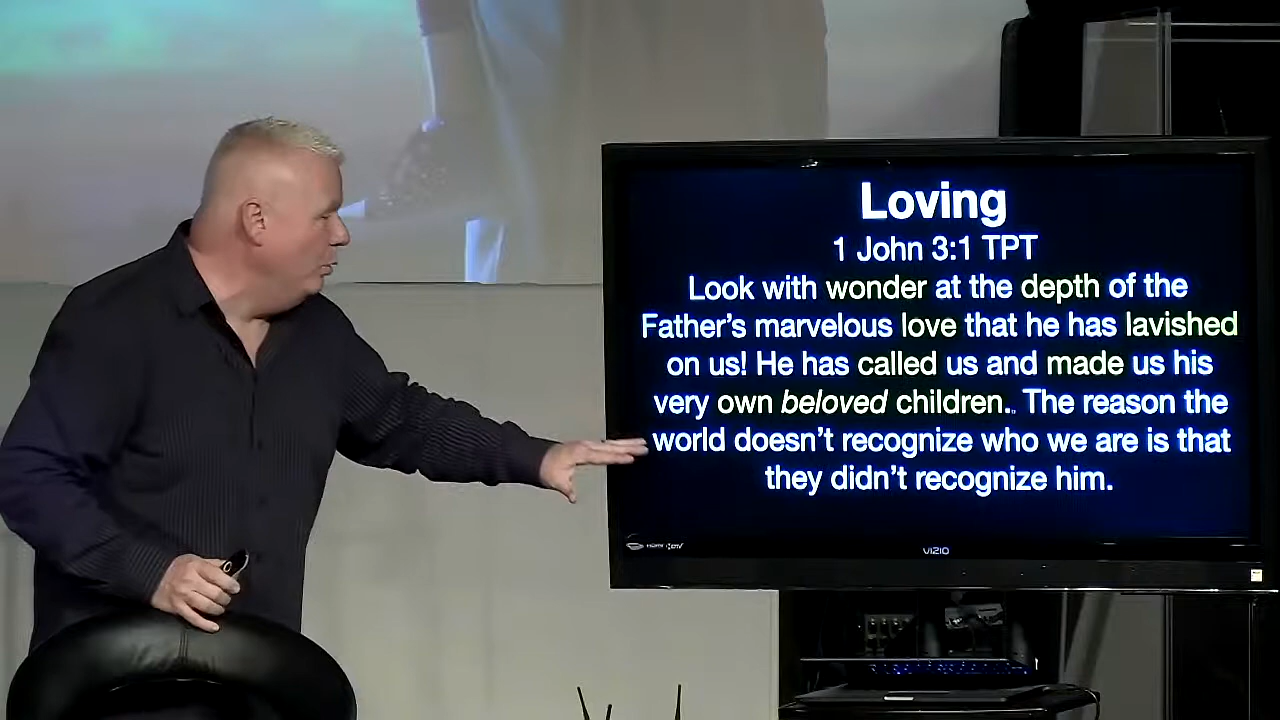 Loving
1 John 3:1 TPT
Look with wonder at the depth of the
Father's marvelous love that he has lavished
on us! He has called us and made us his
very own beloved children.. The reason the
world doesn't recognize who we are is that
they didn't recognize him.
HDMI
VIZIO